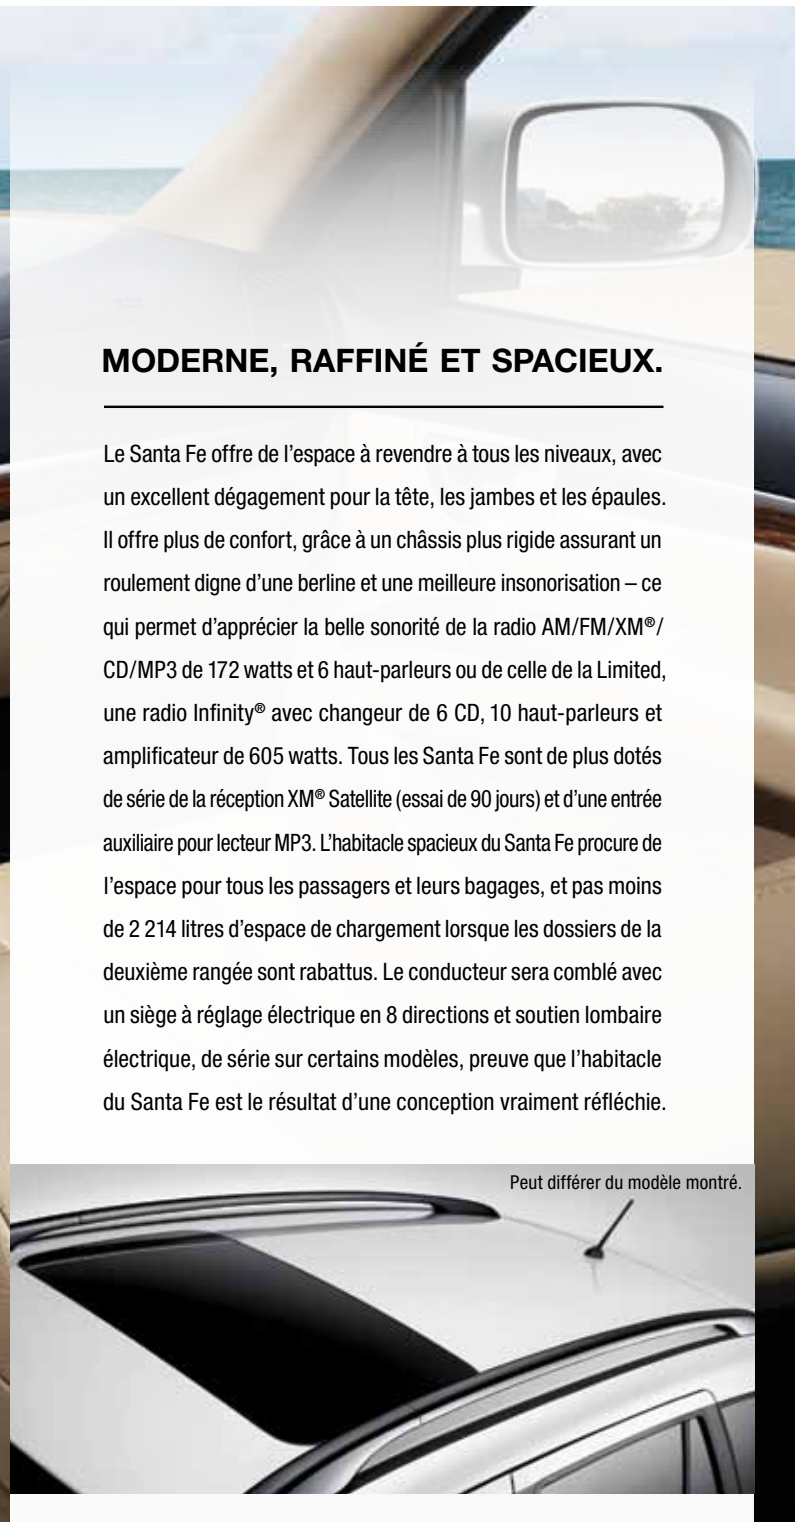 MODERNE, RAFFINÉ ET SPACIEUX.
Le Santa Fe offre de l’espace à revendre à tous les niveaux, avec
un excellent dégagement pour la tête, les jambes et les épaules.
Il offre plus de confort, grâce à un châssis plus rigide assurant un
roulement digne d’une berline et une meilleure insonorisation – ce
qui permet d’apprécier la belle sonorité de la radio AM/FM/XM®/
CD/MP3 de 172 watts et 6 haut-parleurs ou de celle de la Limited,
une radio Infinity® avec changeur de 6 CD, 10 haut-parleurs et
amplificateur de 605 watts. Tous les Santa Fe sont de plus dotés
de série de la réception XM® Satellite (essai de 90 jours) et d’une entrée
auxiliaire pour lecteur MP3. L’habitacle spacieux du Santa Fe procure de
l’espace pour tous les passagers et leurs bagages, et pas moins
de 2 214 litres d’espace de chargement lorsque les dossiers de la
deuxième rangée sont rabattus. Le conducteur sera comblé avec
un siège à réglage électrique en 8 directions et soutien lombaire
électrique, de série sur certains modèles, preuve que l’habitacle
du Santa Fe est le résultat d’une conception vraiment réfléchie.
Peut différer du modèle montré.